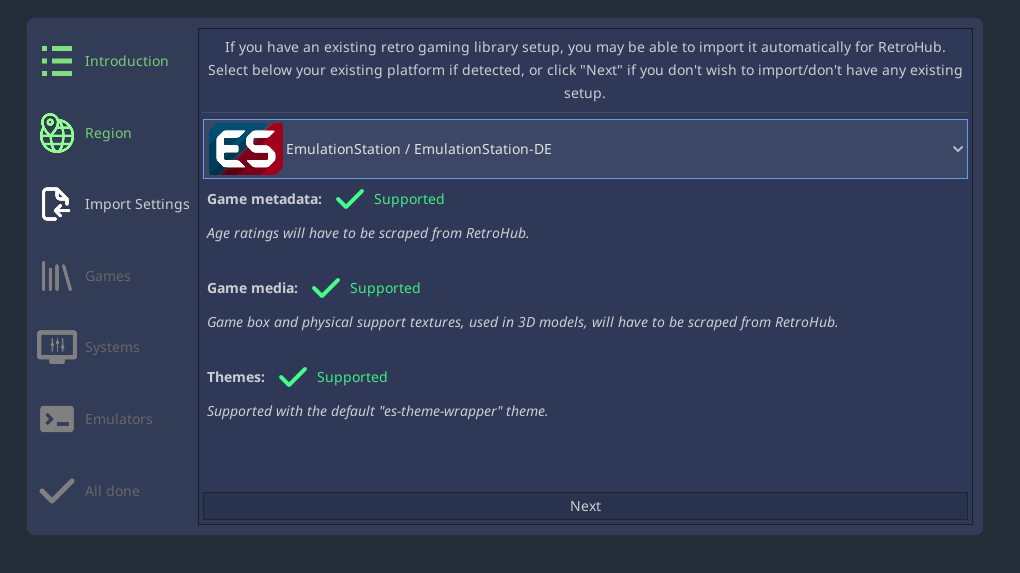 Introduction
Region
Import Settings
Games
Systems
Emulators
All done
If you have an existing retro gaming library setup, you may be able to import it automatically for RetroHub.
Select below your existing platform if detected, or click "Next" if you don't wish to import/don't have any existing
setup.
ES EmulationStation / EmulationStation-DE
Game metadata: Supported
Age ratings will have to be scraped from RetroHub.
Game media: Supported
Game box and physical support textures, used in 3D models, will have to be scraped from RetroHub.
Themes: Supported
Supported with the default "es-theme-wrapper" theme.
Next